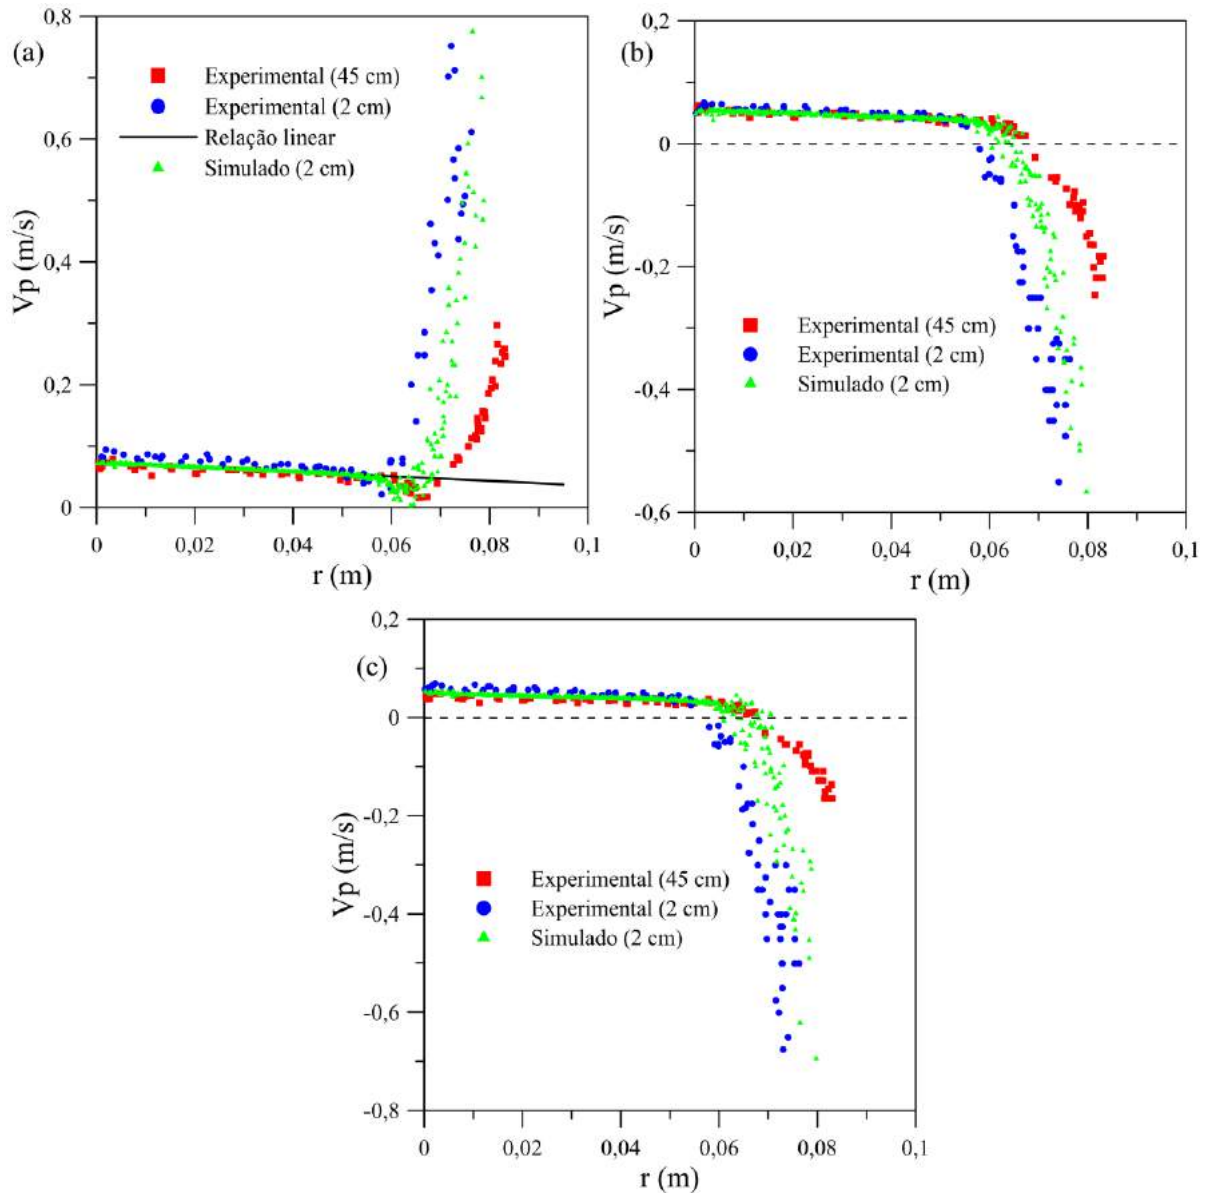 (a)
Vp (m/s)
0,8
0,6
0,4
0,2
0
Experimental (45 cm)
Experimental (2 cm)
Relação linear
Simulado (2 cm)
0 0,02 0,04 0,06 0,08 0,1
r (m)
(b)
Vp (m/s)
0,2
0
-0,2
-0,4
-0,6
Experimental (45 cm)
Experimental (2 cm)
Simulado (2 cm)
0 0,02 0,04 0,06 0,08 0,1
r (m)
(c)
Vp (m/s)
0,2
0
-0,2
-0,4
-0,6
-0,8
Experimental (45 cm)
Experimental (2 cm)
Simulado (2 cm)
0 0,02 0,04 0,06 0,08 0,1
r (m)